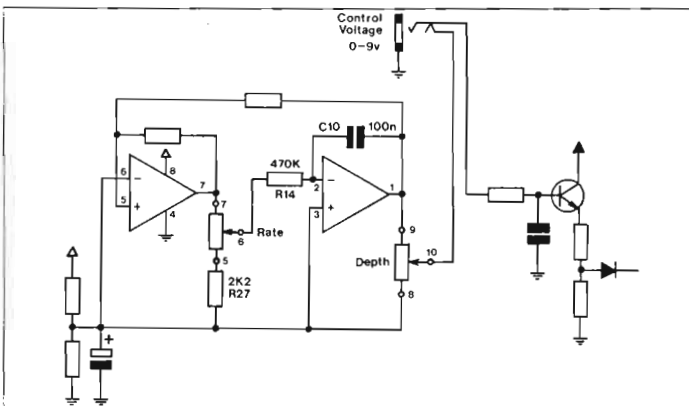 Control
Voltage
0-9v
C10 100n
470K
R14
6
5
-
+
8
4
7
7
6
Rate
5
2K2
R27
2
3
-
+
1
9
Depth
10
8
+